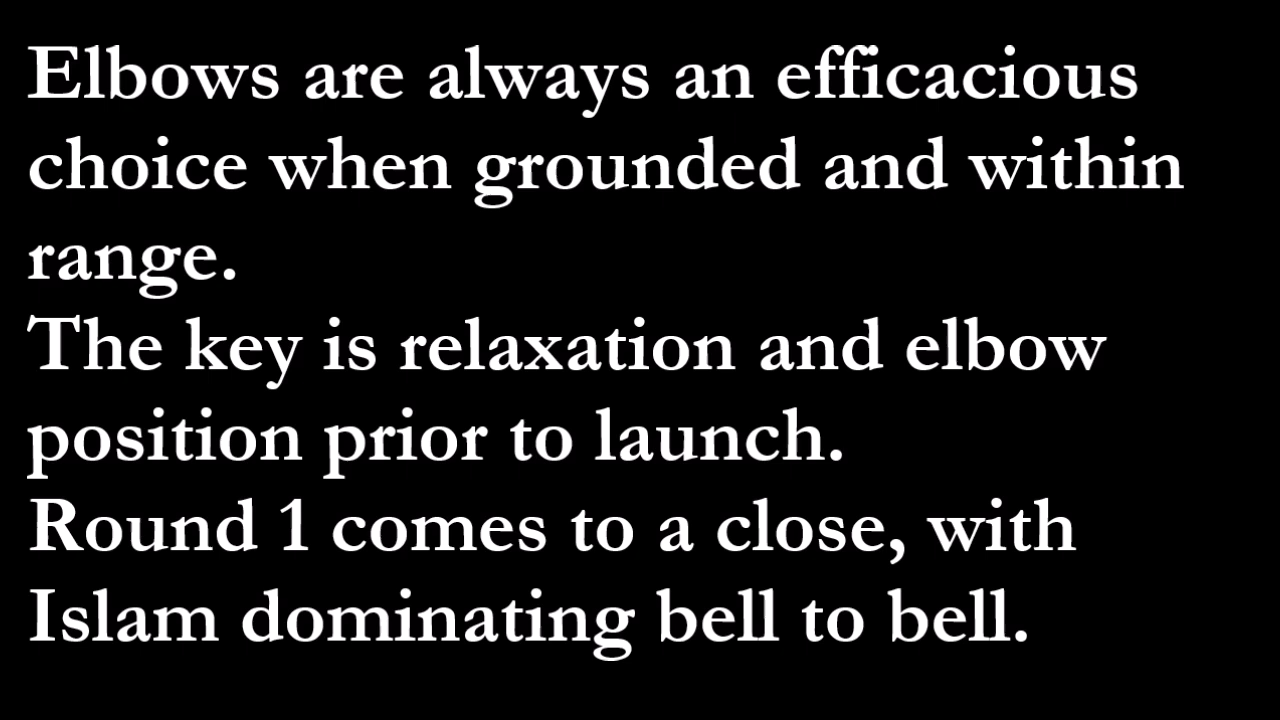 Elbows are always an efficacious
choice when grounded and within
range.
The key is relaxation and elbow
position prior to launch.
Round 1 comes to a close, with
Islam dominating bell to bell.